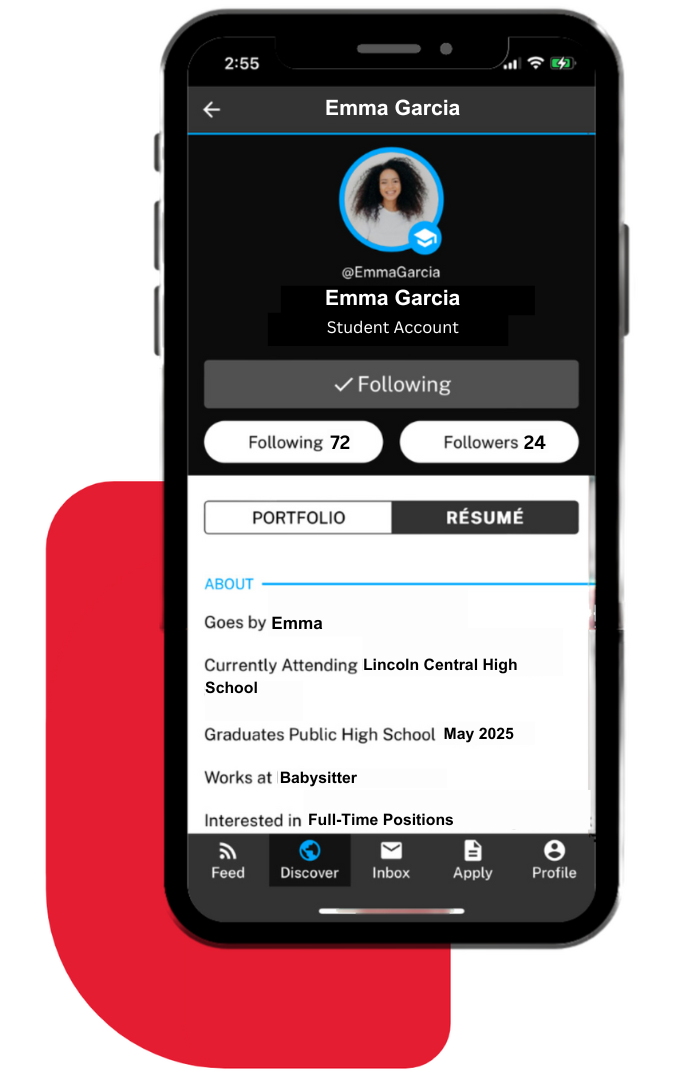 2:55
Emma Garcia
@EmmaGarcia
Emma Garcia
Student Account
Following
Following 72 Followers 24
PORTFOLIO RÉSUMÉ
ABOUT
Goes by Emma
Currently Attending Lincoln Central High
School
Graduates Public High School May 2025
Works at Babysitter
Interested in Full-Time Positions
Feed Discover Inbox Apply Profile